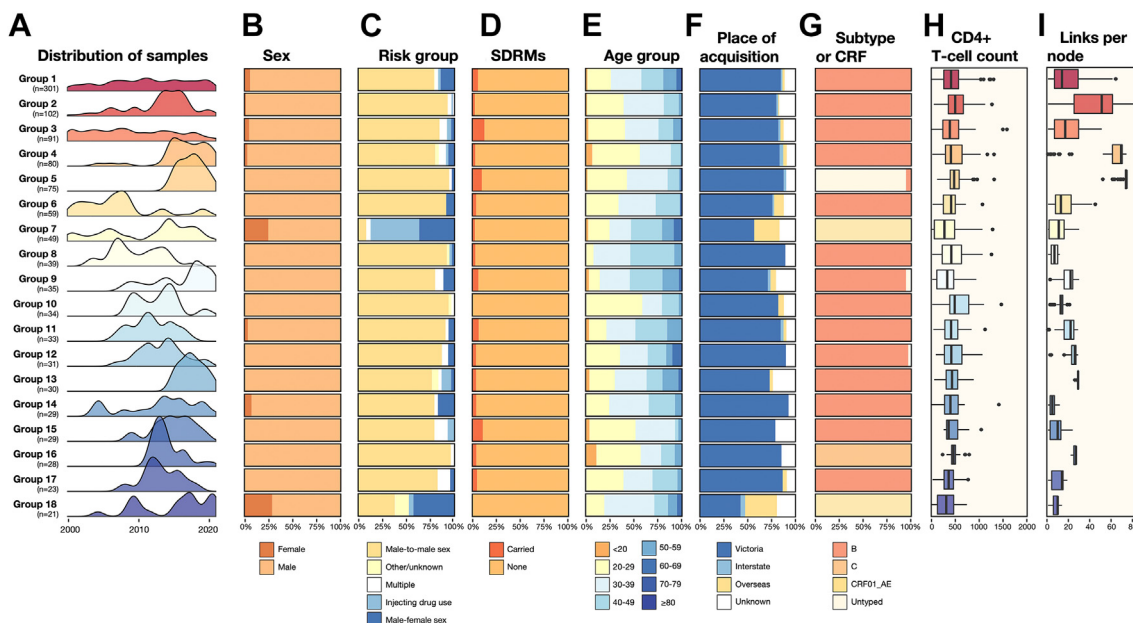 A B C D E F G H I
Distribution of samples
Sex
Risk group
SDRMs
Age group
Place of
acquisition
Subtype
or CRF
CD4+
T-cell count
Links per
node
Group 1
(n=301)
Group 2
(n=102)
Group 3
(n=91)
Group 4
(n=80)
Group 5
(n=75)
Group 6
(n=59)
Group 7
(n=49)
Group 8
(n=39)
Group 9
(n=35)
Group 10
(n=34)
Group 11
(n=33)
Group 12
(n=31)
Group 13
(n=30)
Group 14
(n=29)
Group 15
(n=29)
Group 16
(n=28)
Group 17
(n=23)
Group 18
(n=21)
2000 2010 2020
0% 25% 50% 75% 100%
0% 25% 50% 75% 100%
0% 25% 50% 75% 100%
0% 25% 50% 75% 100%
0% 25% 50% 75% 100%
0% 25% 50% 75% 100%
0 500 1000 1500 2000
0 20 40 60 80
Female
Male
Male-to-male sex
Other/unknown
Multiple
Injecting drug use
Male-female sex
Carried
None
<20
20-29
30-39
40-49
50-59
60-69
70-79
≥80
Victoria
Interstate
Overseas
Unknown
B
C
CRF01_AE
Untyped